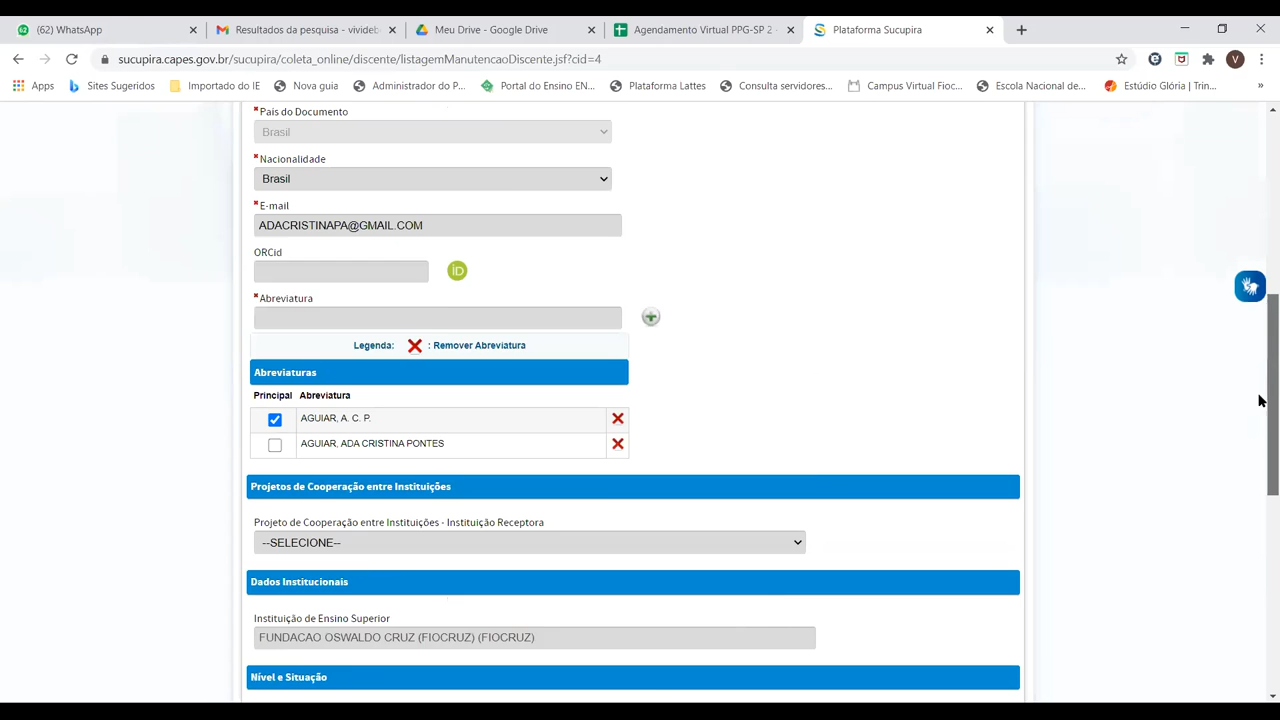 (62) WhatsApp
Resultados da pesquisa - vivideb
Meu Drive - Google Drive
Agendamento Virtual PPG-SP 2
Plataforma Sucupira
sucupira.capes.gov.br/sucupira/coleta_online/discente/listagemManutencaoDiscente.jsf?cid=4
V
Apps
Sites Sugeridos
Importado do IE
Nova guia
Administrador do P...
Portal do Ensino EN...
Plataforma Lattes
Consulta servidores...
Campus Virtual Fioc...
Escola Nacional de...
Estúdio Glória | Trin...
»
*País do Documento
Brasil
*Nacionalidade
Brasil
*E-mail
ADACRISTINAPA@GMAIL.COM
ORCid
iD
*Abreviatura
Legenda: : Remover Abreviatura
Abreviaturas
Principal Abreviatura
AGUIAR, A. C. P.
AGUIAR, ADA CRISTINA PONTES
Projetos de Cooperação entre Instituições
Projeto de Cooperação entre Instituições - Instituição Receptora
--SELECIONE--
Dados Institucionais
Instituição de Ensino Superior
FUNDACAO OSWALDO CRUZ (FIOCRUZ) (FIOCRUZ)
Nível e Situação